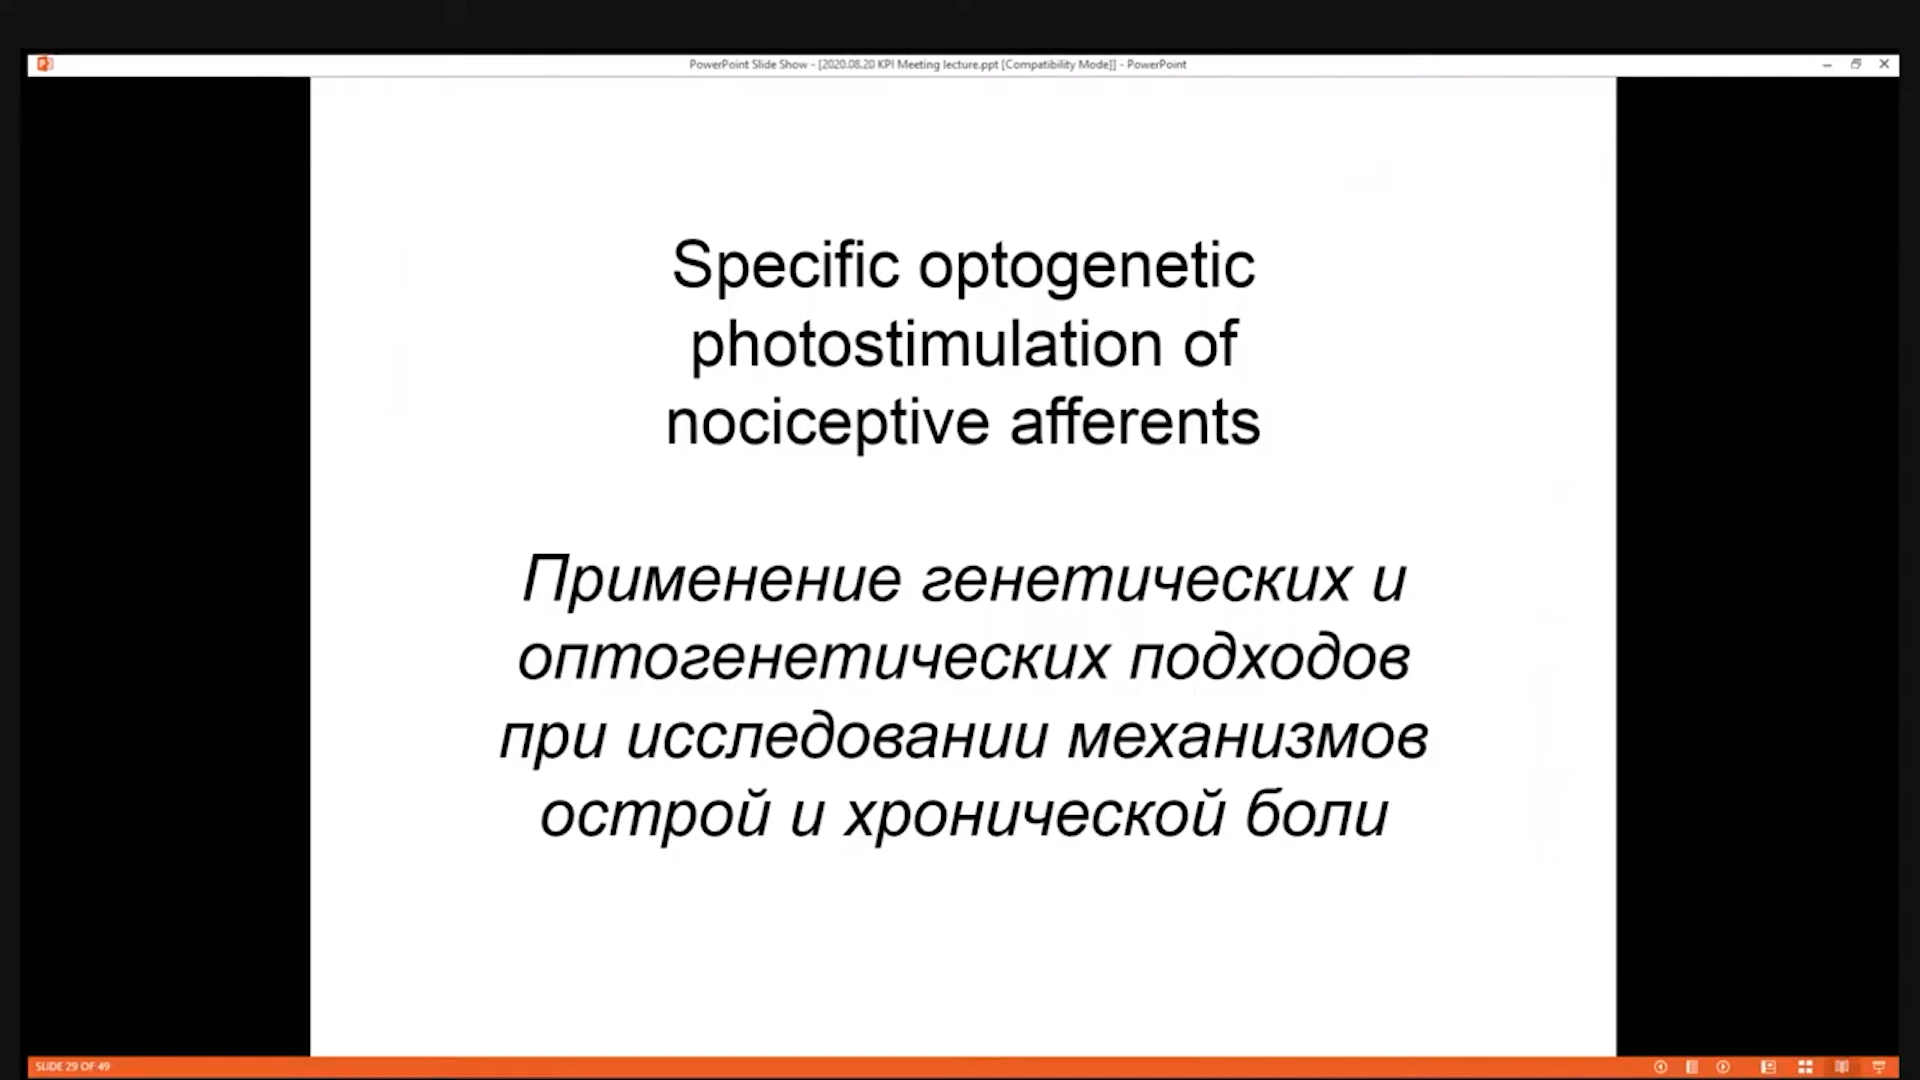 PowerPoint Slide Show - [2020.08.20 KPI Meeting lecture.ppt [Compatibility Mode]] - PowerPoint
Specific optogenetic
photostimulation of
nociceptive afferents
Применение генетических и
оптогенетических подходов
при исследовании механизмов
острой и хронической боли
SLIDE 29 OF 49